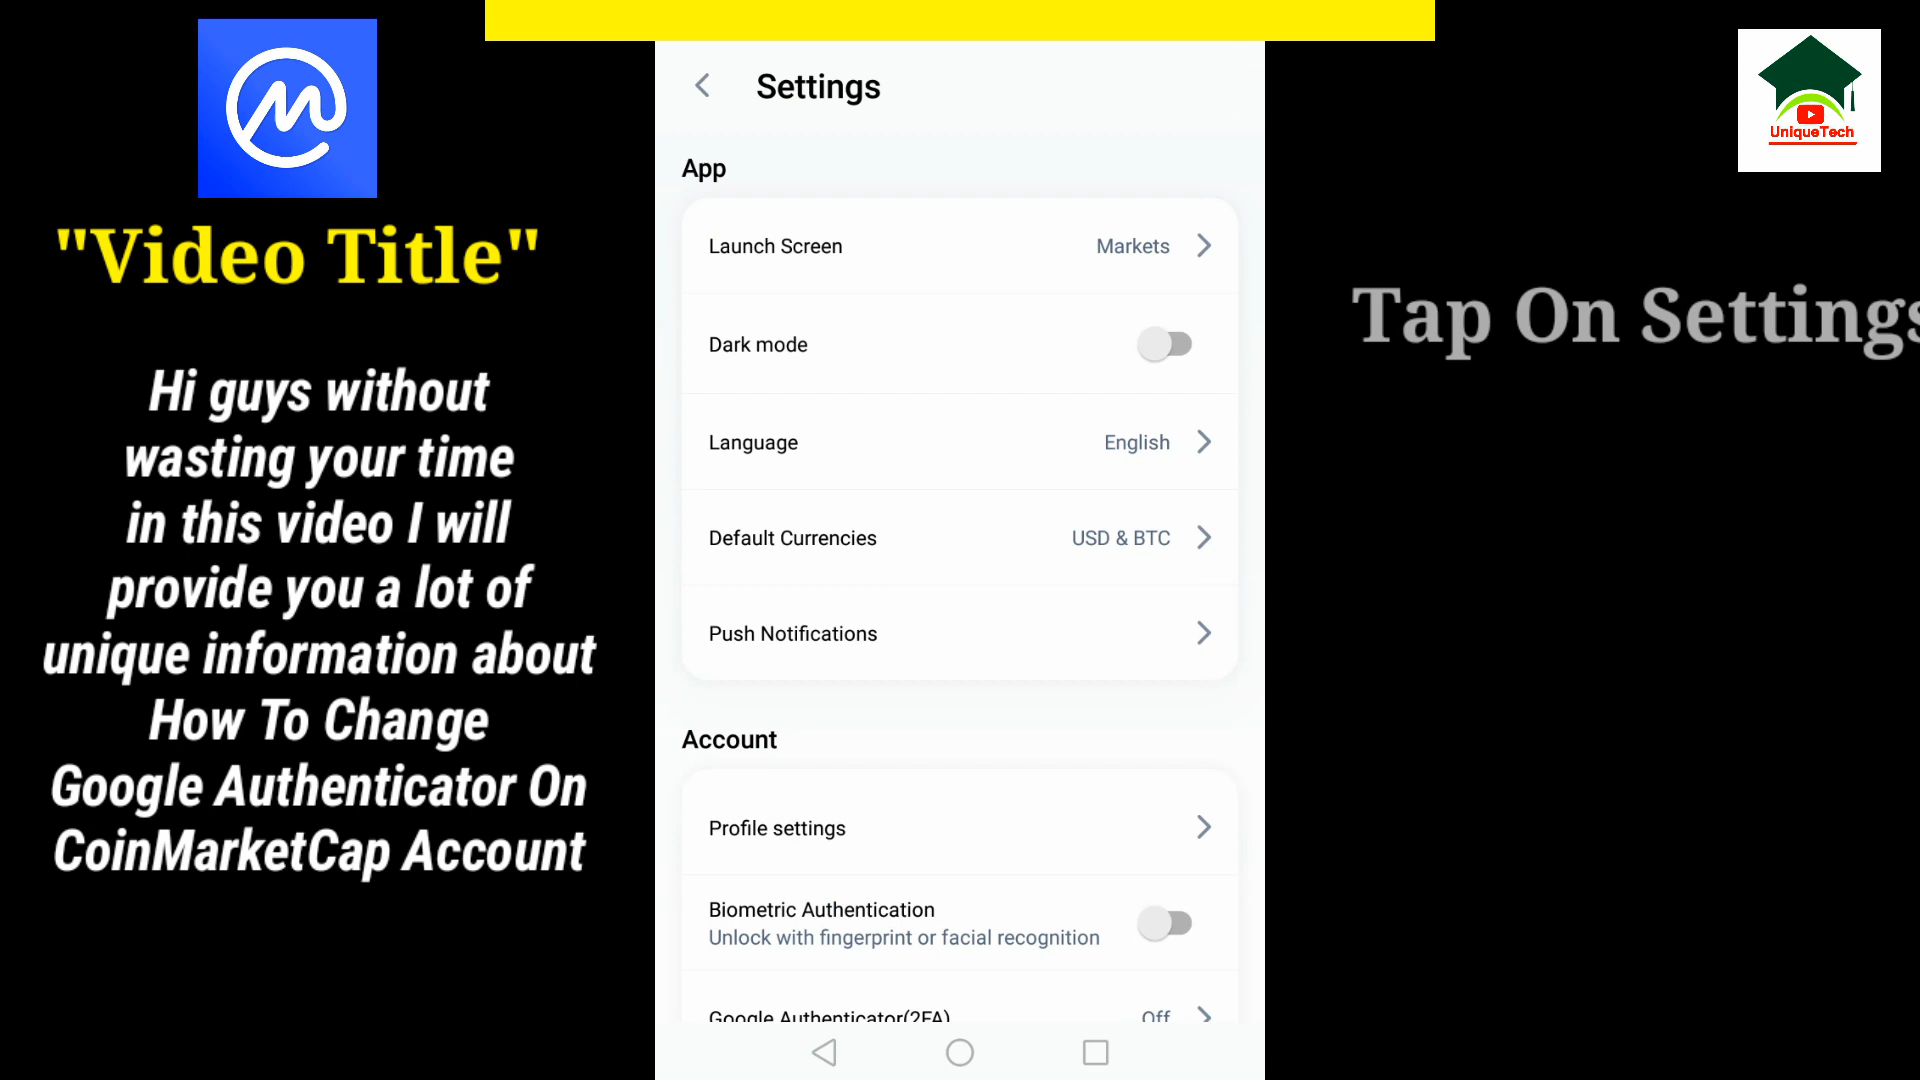 "Video Title"
Hi guys without
wasting your time
in this video I will
provide you a lot of
unique information about
How To Change
Google Authenticator On
CoinMarketCap Account
Settings
App
Launch Screen Markets
Dark mode
Language English
Default Currencies USD & BTC
Push Notifications
Account
Profile settings
Biometric Authentication
Unlock with fingerprint or facial recognition
Google Authenticator(2FA) Off
UniqueTech
Tap On Settings